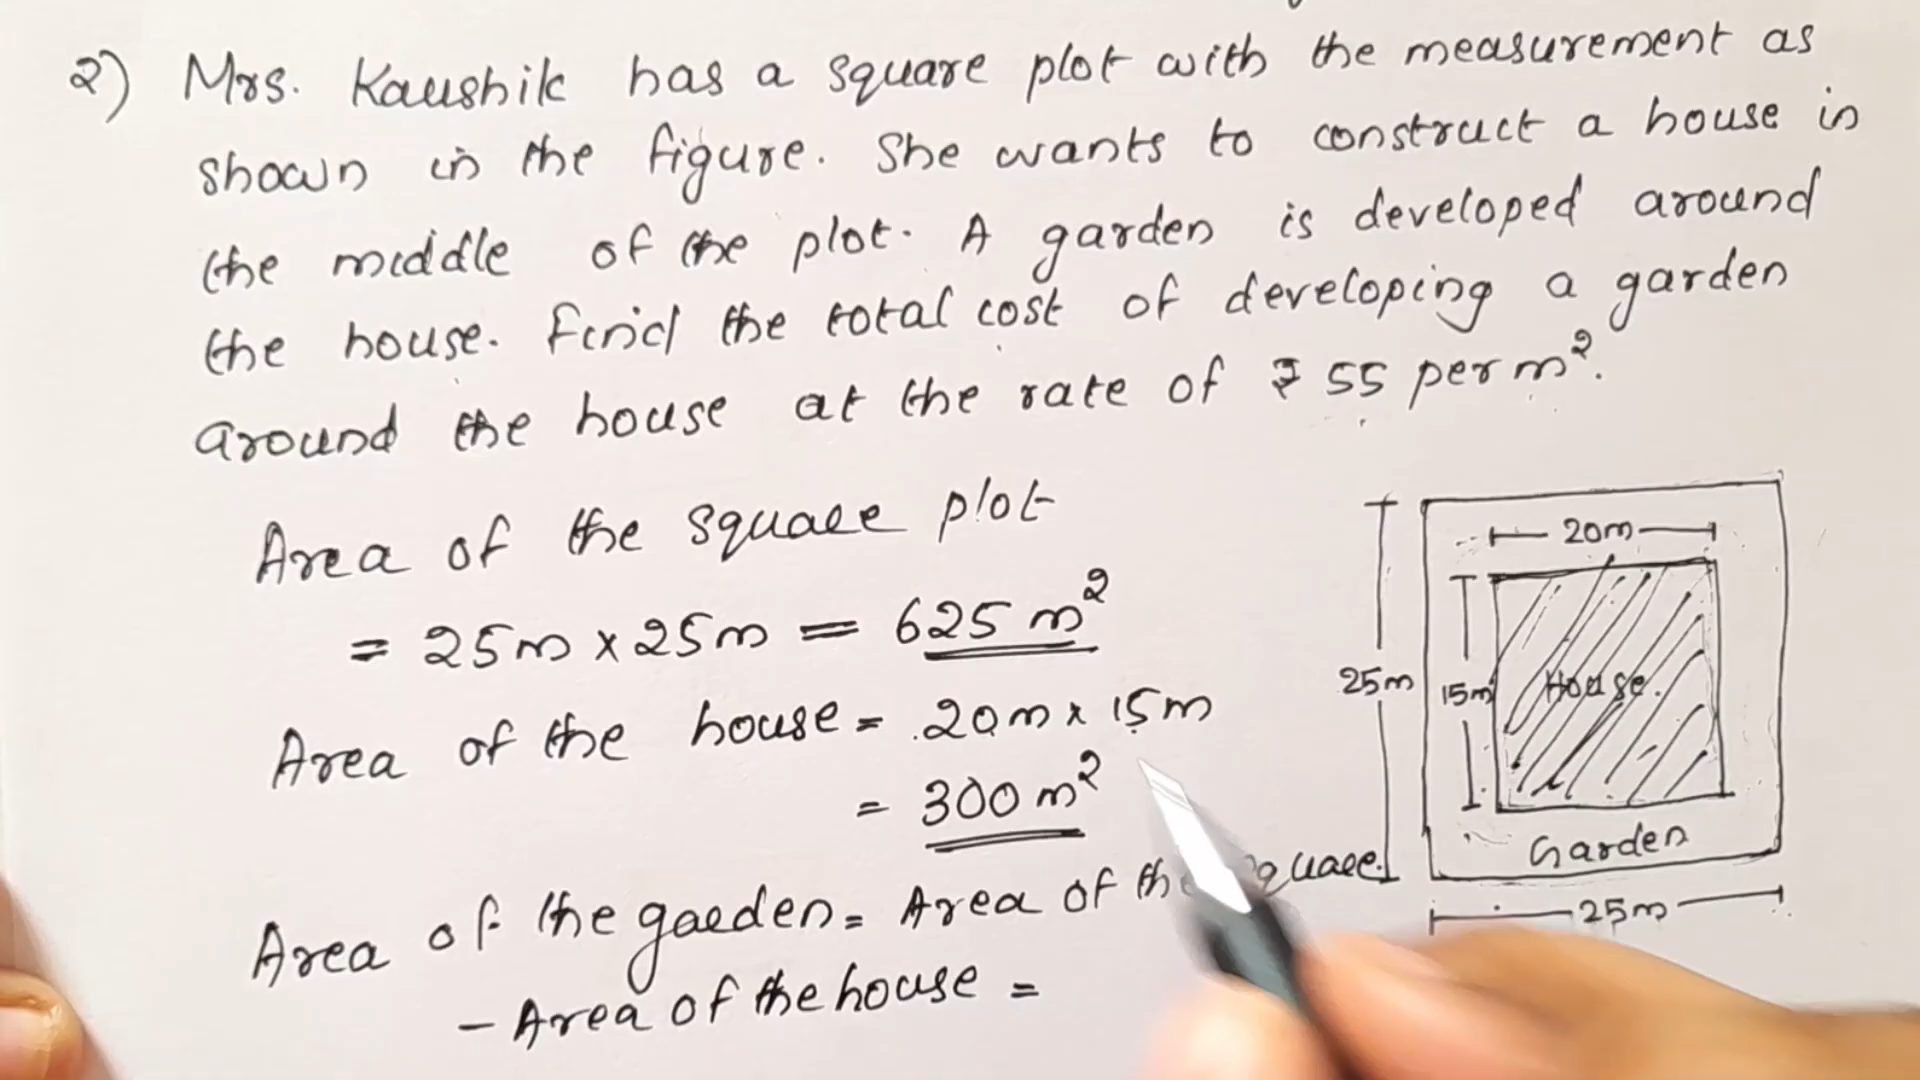 2) Mrs. Kaushik has a square plot with the measurement as
shown in the figure. She wants to construct a house in
the middle of the plot. A garden is developed around
the house. Find the total cost of developing a garden
around the house at the rate of ₹ 55 per m².
Area of the square plot
= 25m × 25m = 625 m²
Area of the house = 20m × 15m
= 300 m²
Area of the garden = Area of the square
- Area of the house =
20m
25m
15m
House.
Garden
25m